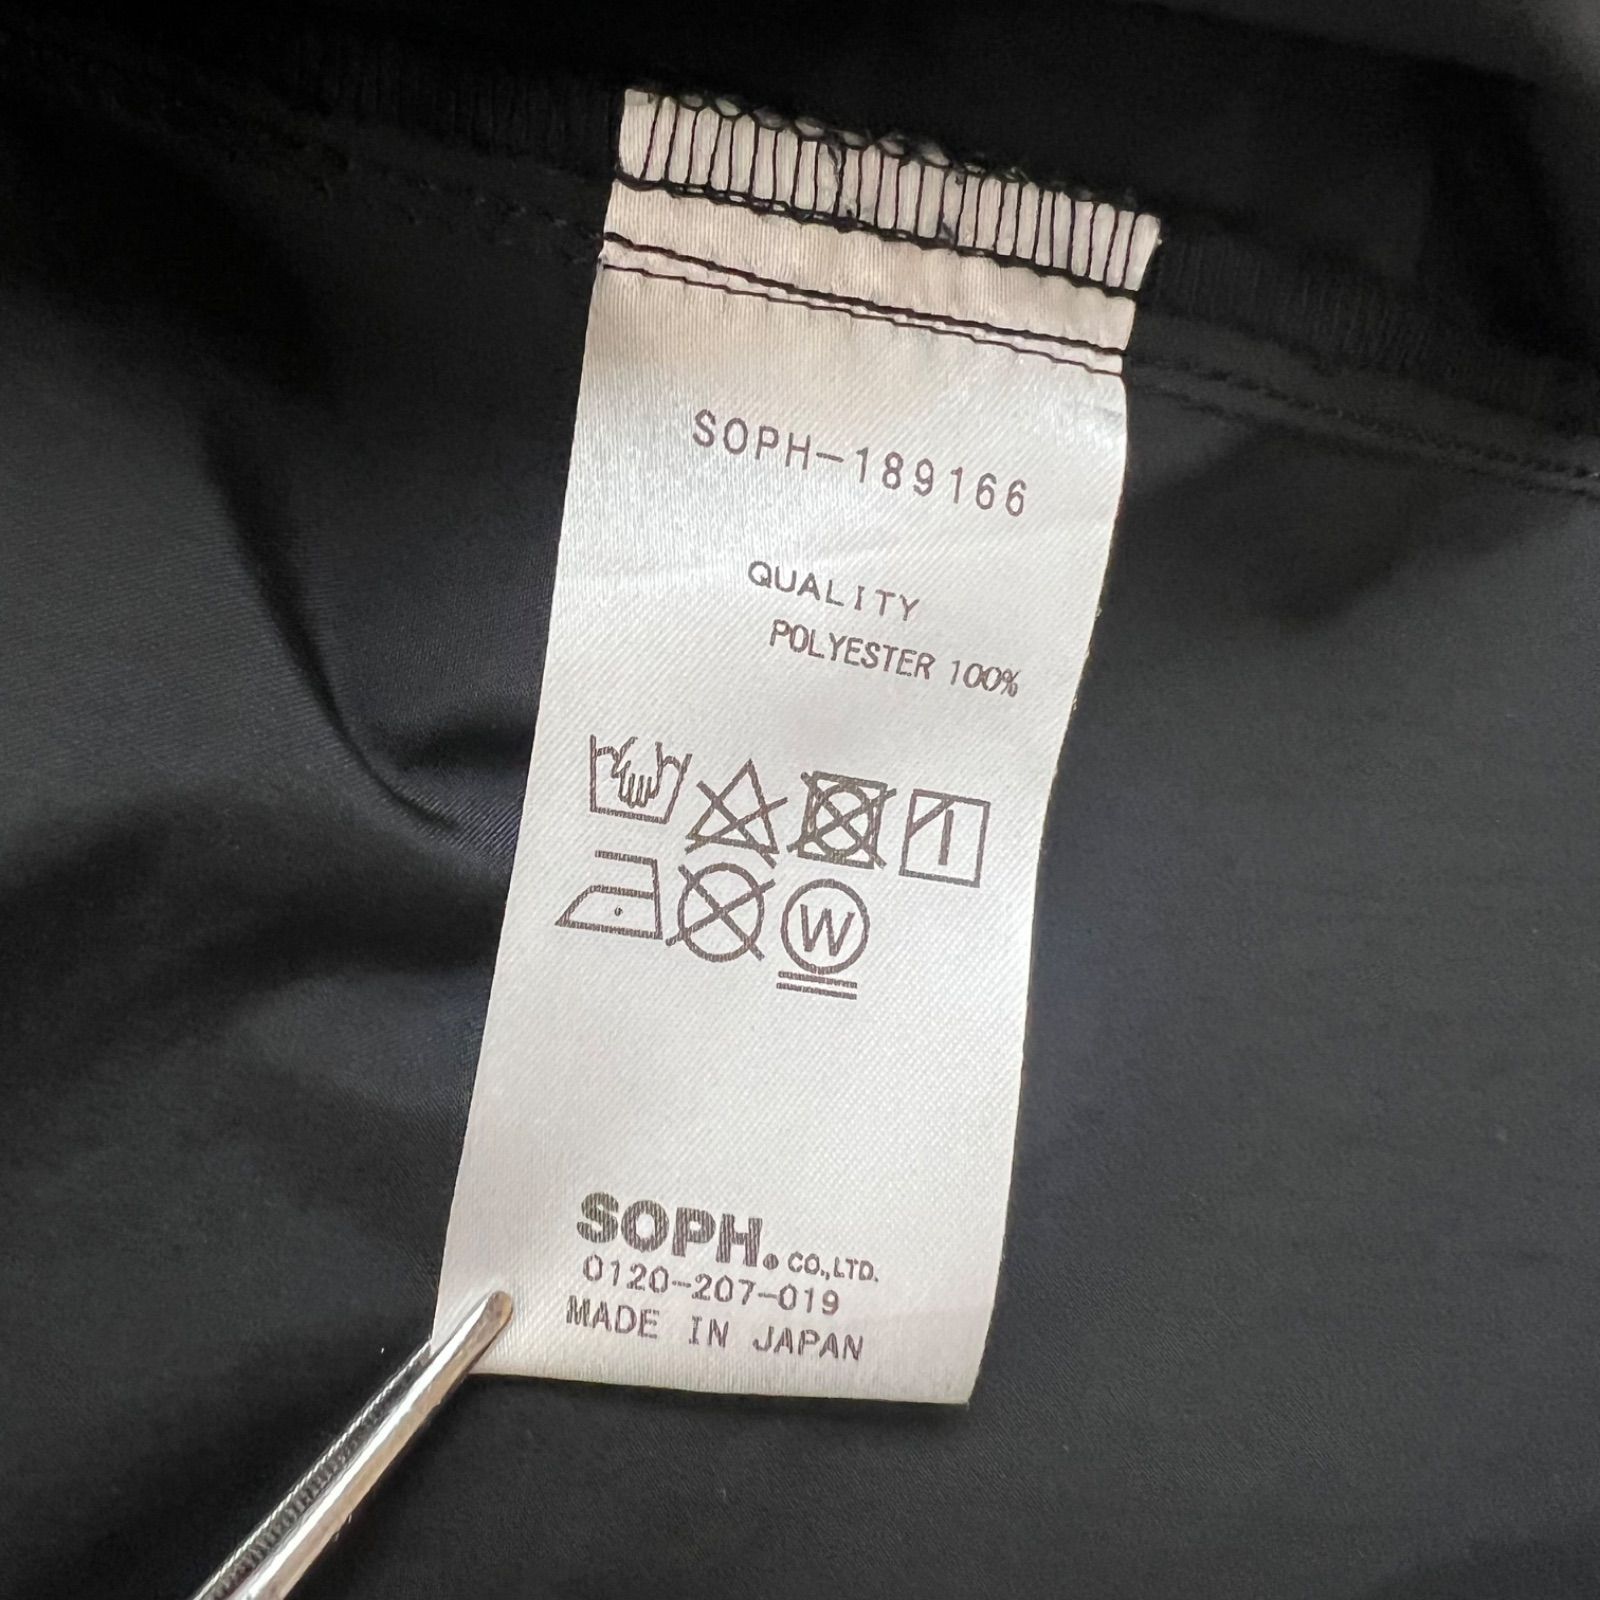 SOPH-189166
QUALITY
POLYESTER 100%
W
SOPH. CO.,LTD.
0120-207-019
MADE IN JAPAN